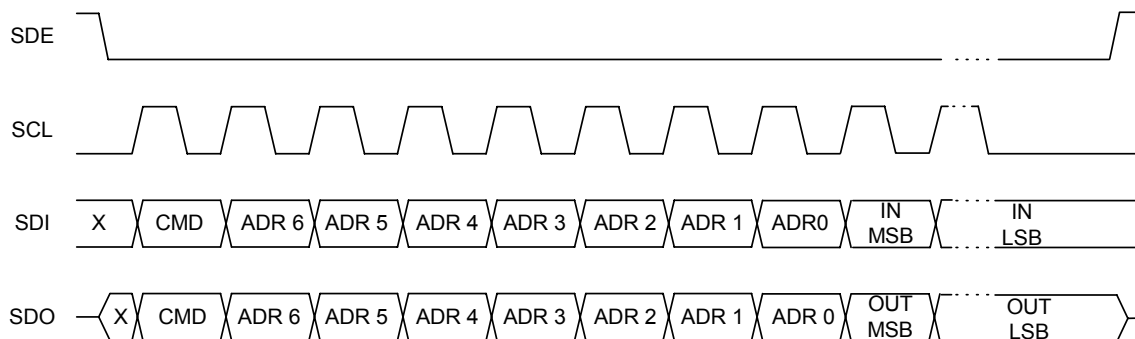 SDE
SCL
SDI X CMD ADR 6 ADR 5 ADR 4 ADR 3 ADR 2 ADR 1 ADR0 IN MSB IN LSB
SDO X CMD ADR 6 ADR 5 ADR 4 ADR 3 ADR 2 ADR 1 ADR 0 OUT MSB OUT LSB